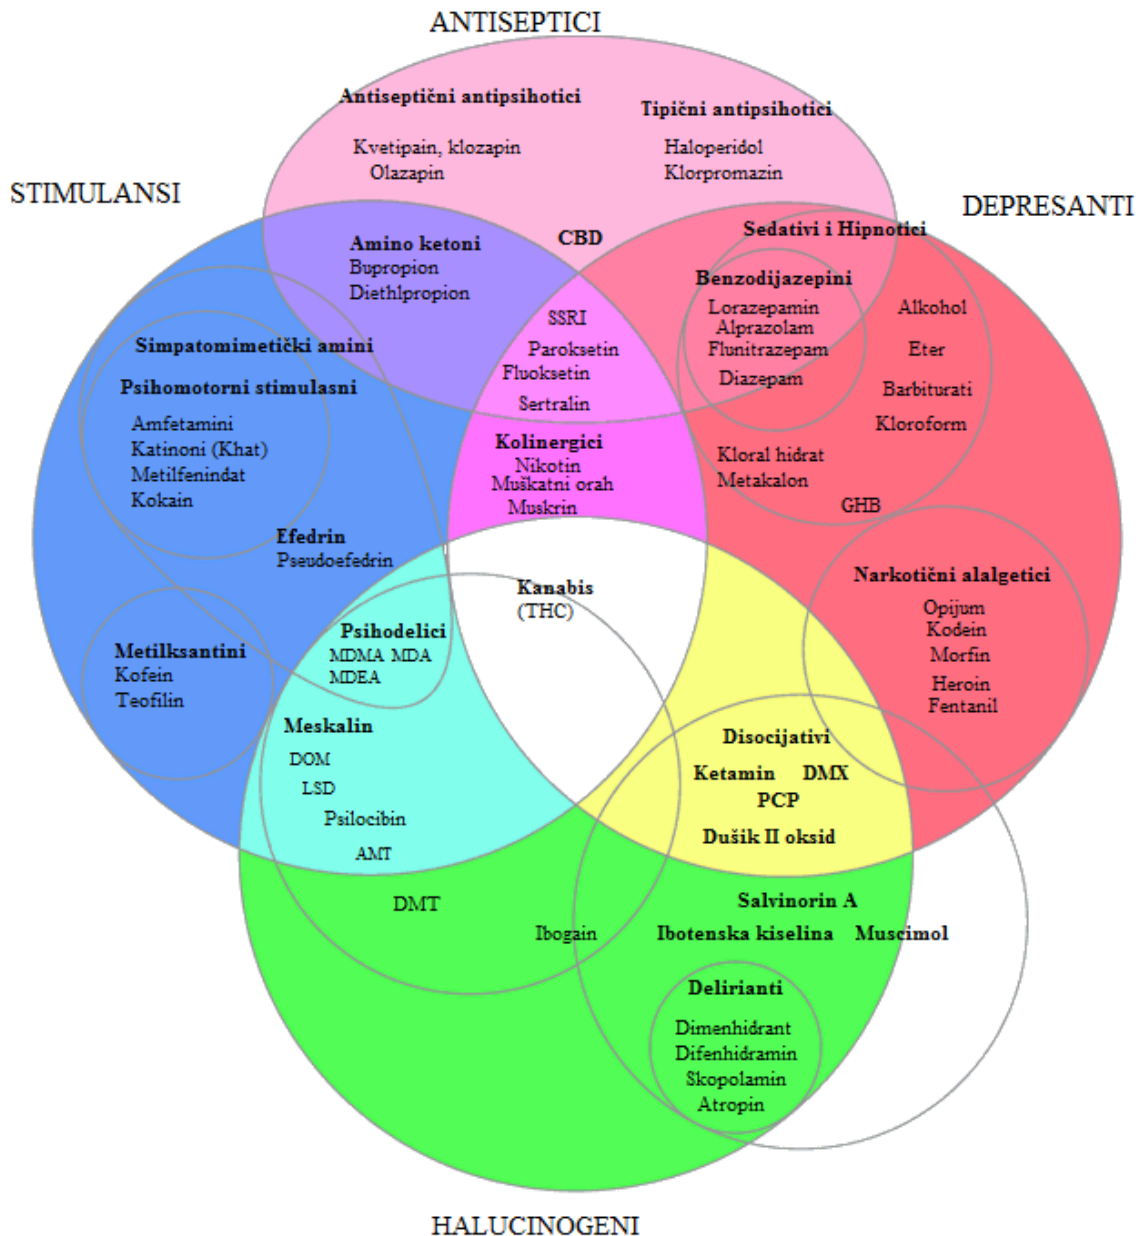 ANTISEPTICI
Antiseptični antipsihotici
Kvetipain, klozapin
Olazapin
Tipični antipsihotici
Haloperidol
Klorpromazin
STIMULANSI
DEPRESANTI
Amino ketoni
Bupropion
Diethlpropion
CBD
Sedativi i Hipnotici
Benzodijazepini
Lorazepamin
Alprazolam
Flunitrazepam
Diazepam
Alkohol
Eter
Barbiturati
Kloroform
Kloral hidrat
Metakalon
GHB
SSRI
Paroksetin
Fluoksetin
Sertralin
Simpatomimetički amini
Psihomotorni stimulasni
Amfetamini
Katinoni (Khat)
Metilfenindat
Kokain
Efedrin
Pseudoefedrin
Kolinergici
Nikotin
Muškatni orah
Muskrin
Narkotični alalgetici
Opijum
Kodein
Morfin
Heroin
Fentanil
Kanabis
(THC)
Metilksantini
Kofein
Teofilin
Psihodelici
MDMA MDA
MDEA
Meskalin
DOM
LSD
Psilocibin
AMT
Disocijativi
Ketamin DMX
PCP
Dušik II oksid
DMT
Ibogain
Salvinorin A
Ibotenska kiselina Muscimol
Delirianti
Dimenhidrant
Difenhidramin
Skopolamin
Atropin
HALUCINOGENI